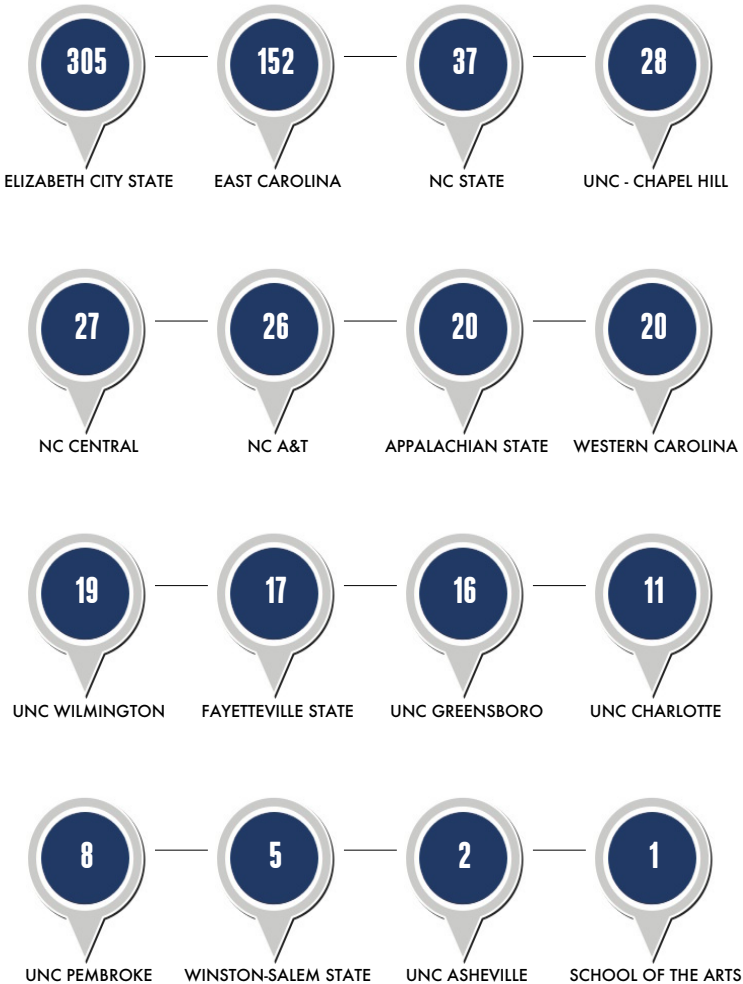 305 152 37 28
ELIZABETH CITY STATE EAST CAROLINA NC STATE UNC - CHAPEL HILL
27 26 20 20
NC CENTRAL NC A&T APPALACHIAN STATE WESTERN CAROLINA
19 17 16 11
UNC WILMINGTON FAYETTEVILLE STATE UNC GREENSBORO UNC CHARLOTTE
8 5 2 1
UNC PEMBROKE WINSTON-SALEM STATE UNC ASHEVILLE SCHOOL OF THE ARTS